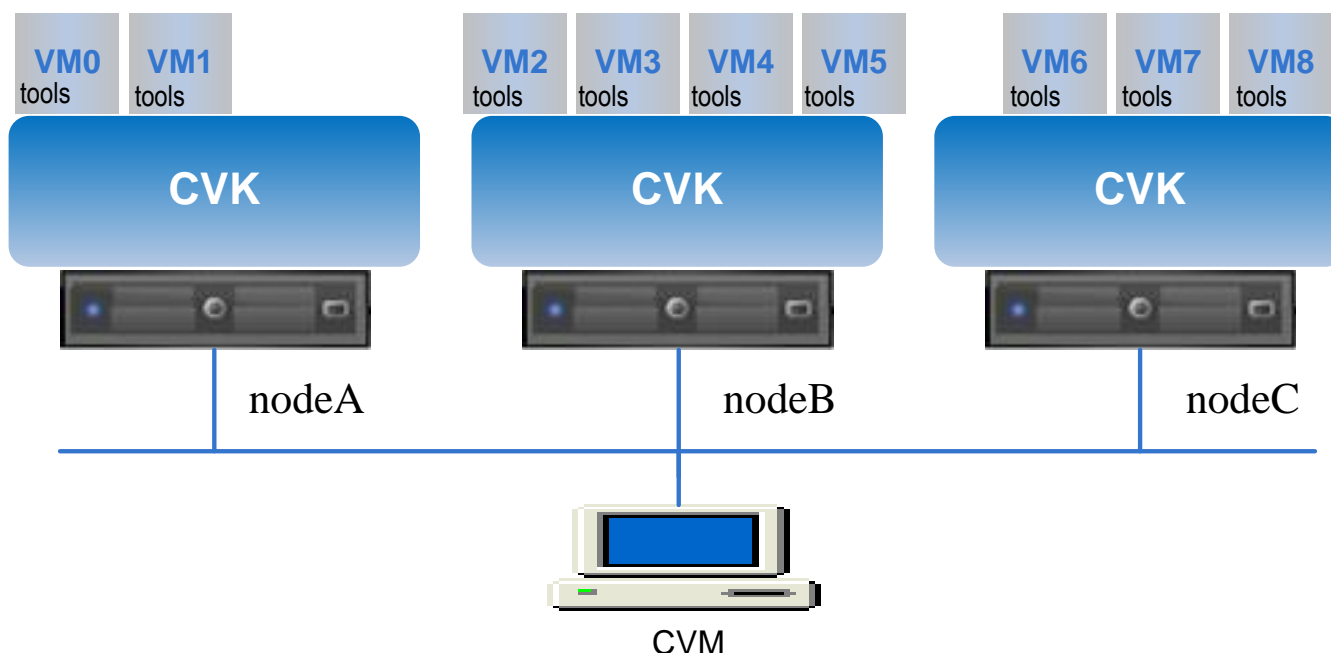 VM0 VM1 VM2 VM3 VM4 VM5 VM6 VM7 VM8
tools tools tools tools tools tools tools tools tools
CVK CVK CVK
nodeA nodeB nodeC
CVM